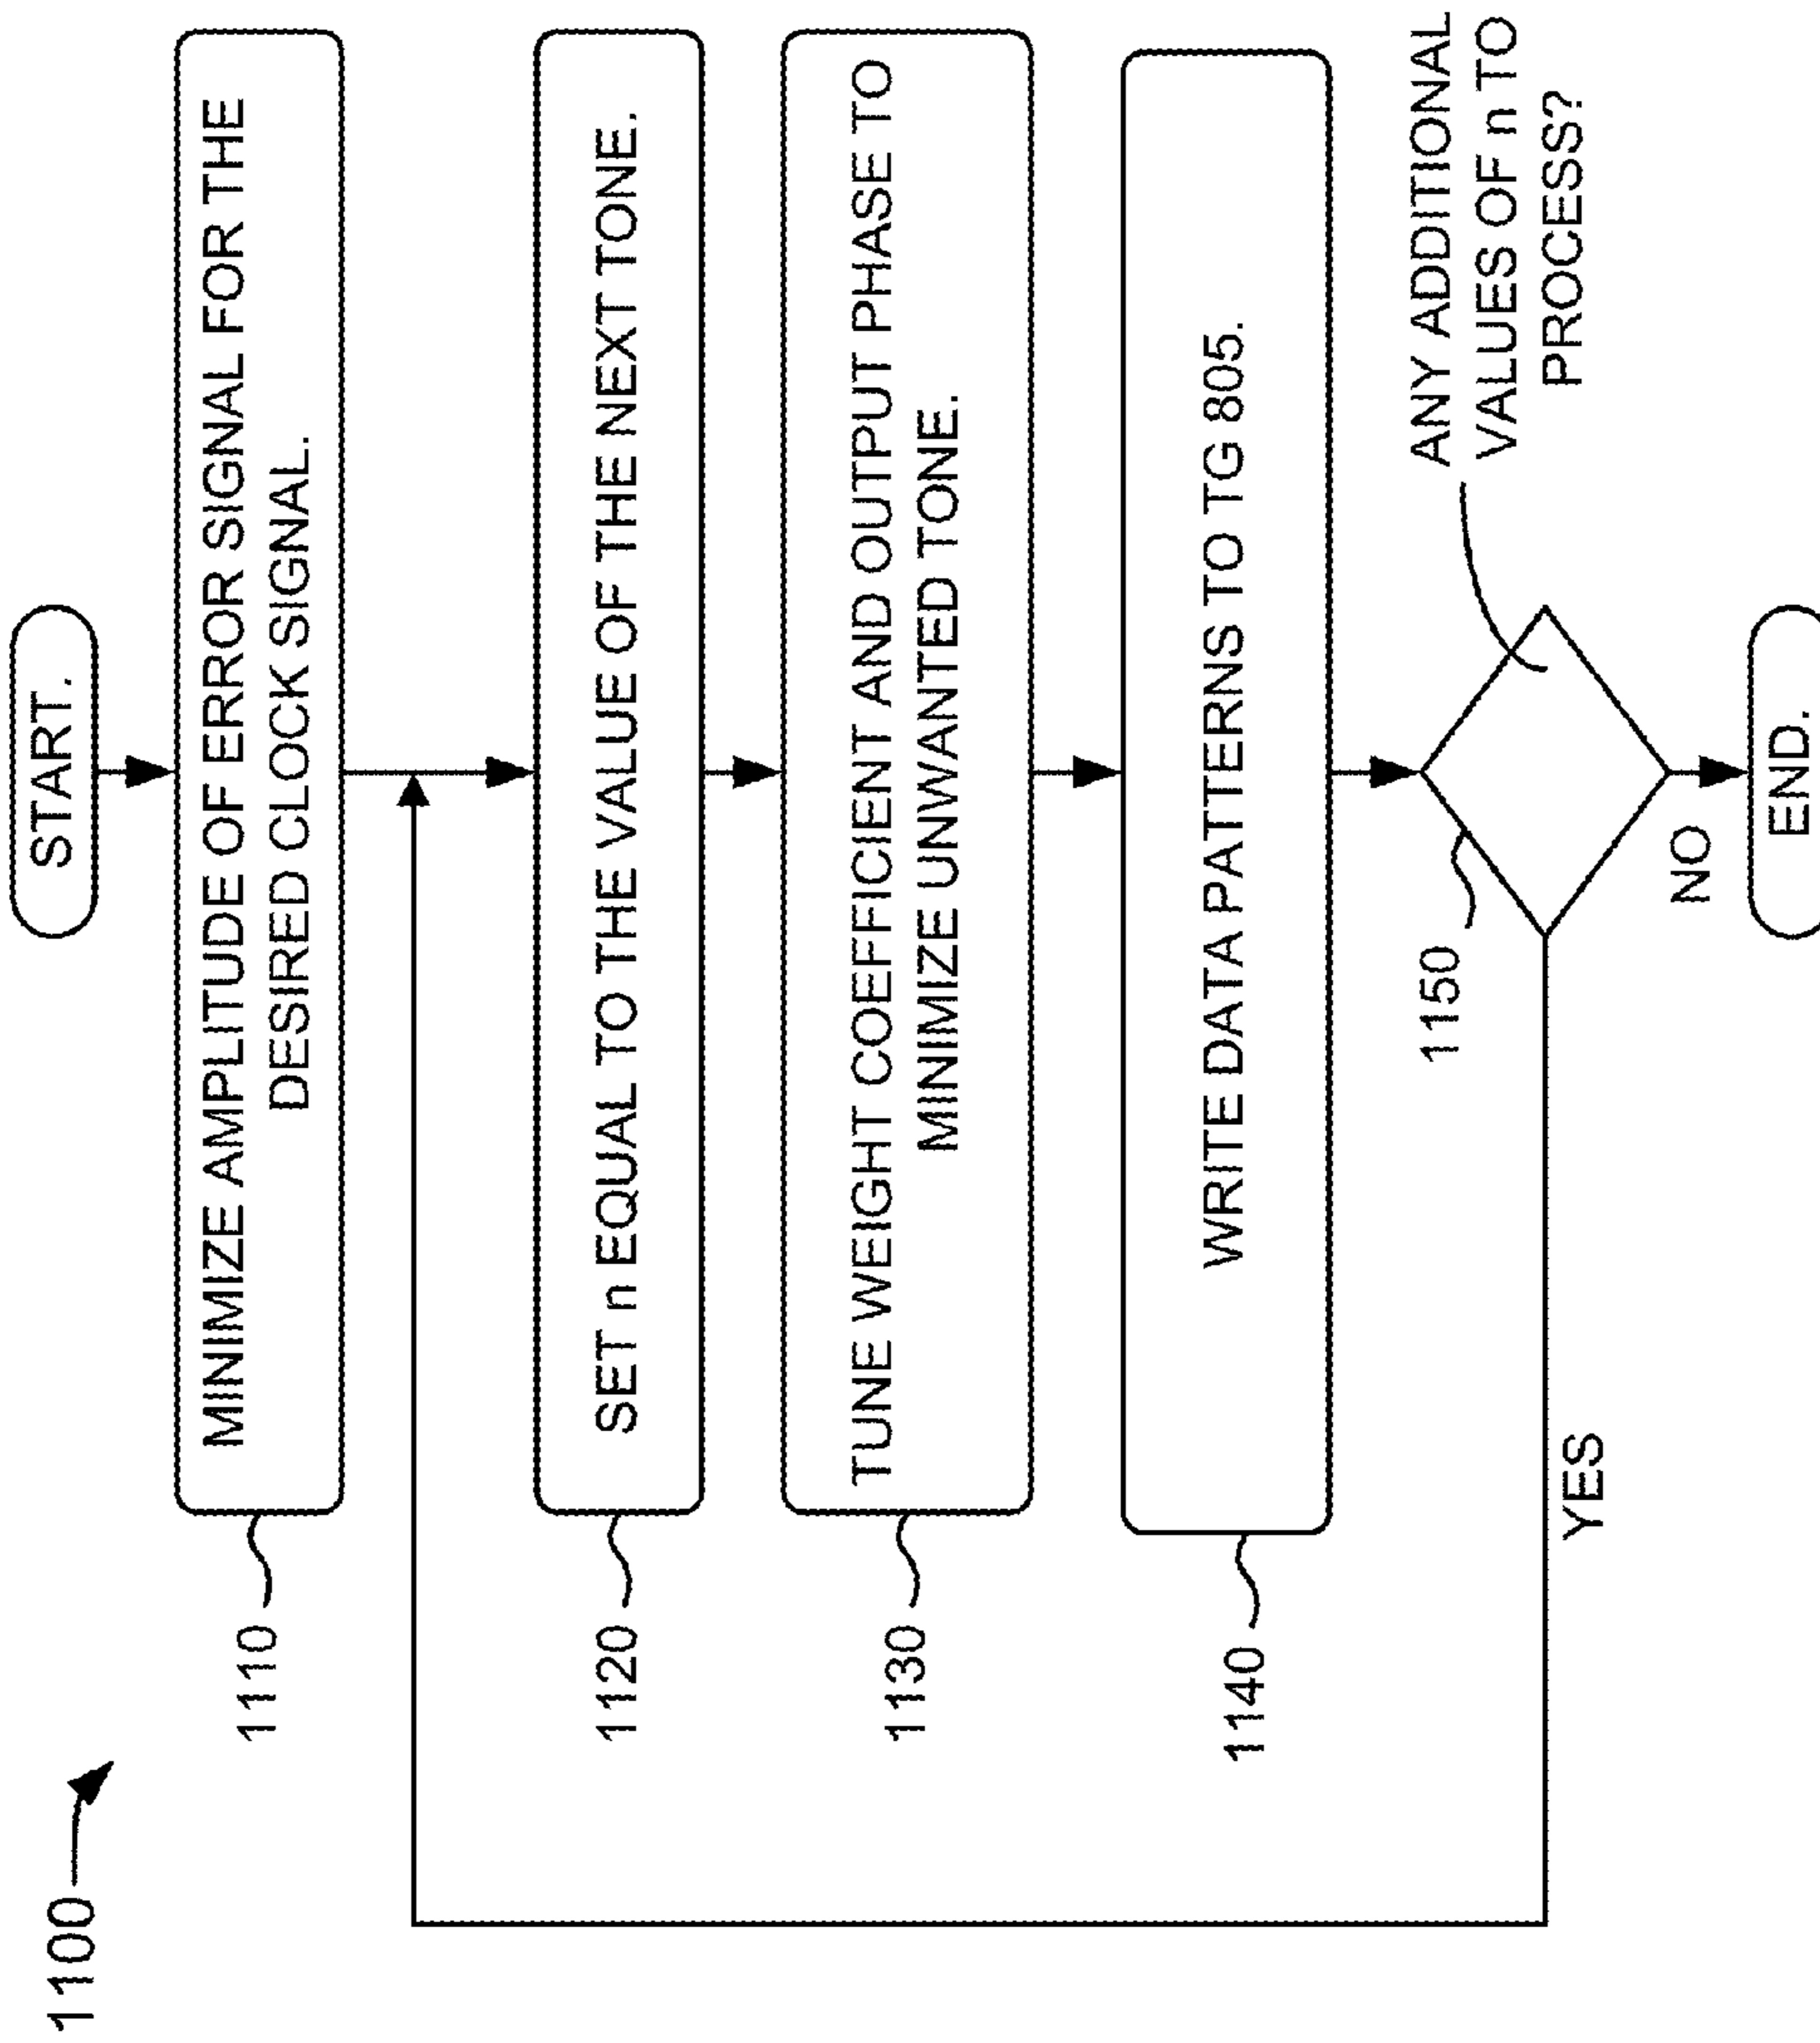 1100
START.
1110
MINIMIZE AMPLITUDE OF ERROR SIGNAL FOR THE
DESIRED CLOCK SIGNAL.
1120
SET n EQUAL TO THE VALUE OF THE NEXT TONE.
1130
TUNE WEIGHT COEFFICIENT AND OUTPUT PHASE TO
MINIMIZE UNWANTED TONE.
1140
WRITE DATA PATTERNS TO TG 805.
1150
ANY ADDITIONAL
VALUES OF n TO
PROCESS?
YES
NO
END.